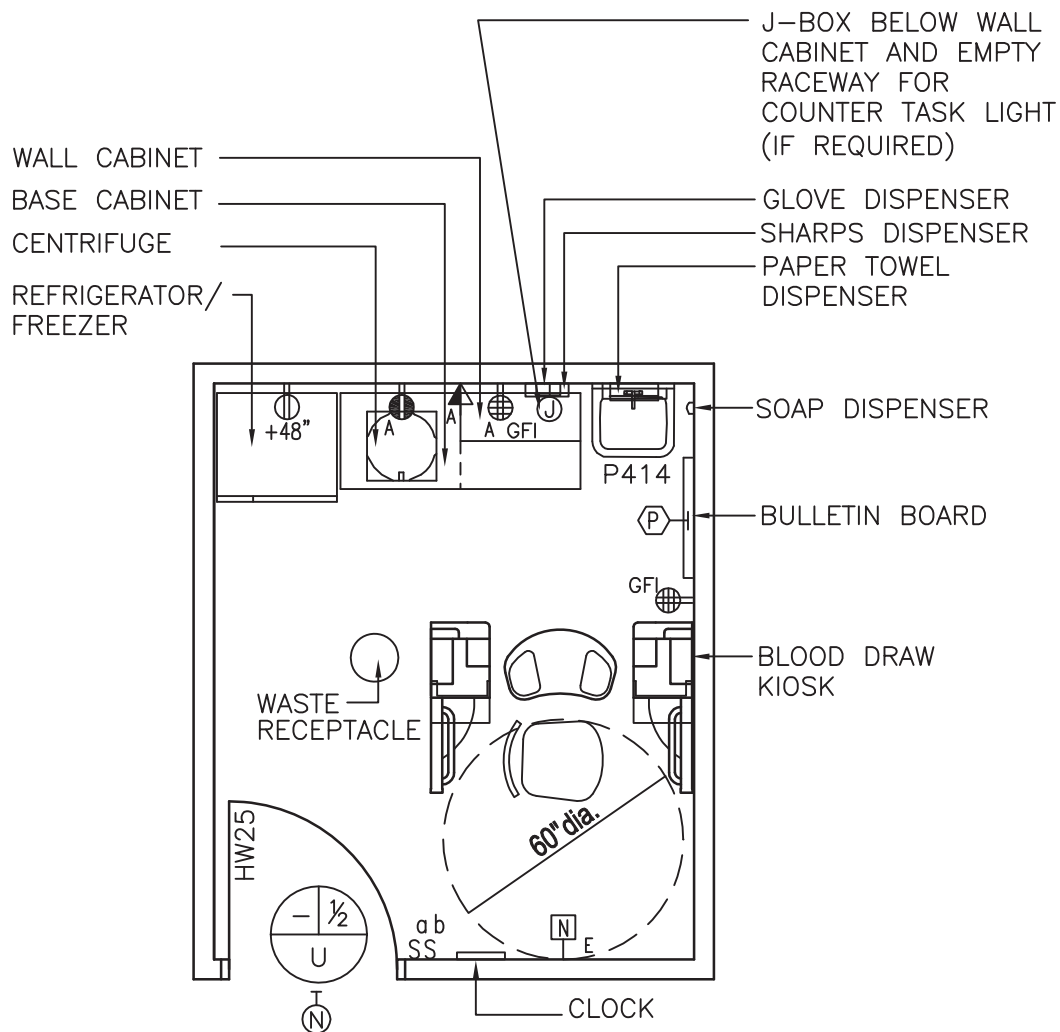 J-BOX BELOW WALL
CABINET AND EMPTY
RACEWAY FOR
COUNTER TASK LIGHT
(IF REQUIRED)
WALL CABINET
BASE CABINET
CENTRIFUGE
REFRIGERATOR/
FREEZER
GLOVE DISPENSER
SHARPS DISPENSER
PAPER TOWEL
DISPENSER
SOAP DISPENSER
+48"
A
A
A
GFI
J
P414
P
BULLETIN BOARD
GFI
BLOOD DRAW
KIOSK
WASTE
RECEPTACLE
60"dia.
HW25
- ½
U
N
ab
SS
N
E
CLOCK